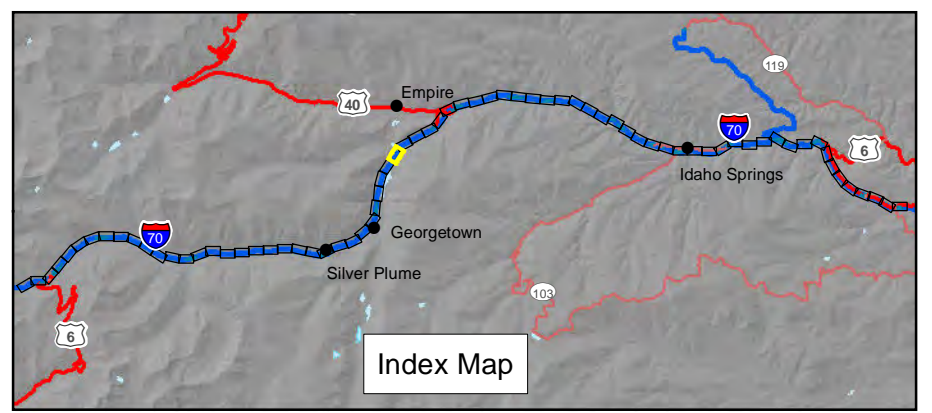 119
Empire
40
70
6
Idaho Springs
Georgetown
70
Silver Plume
103
6
Index Map